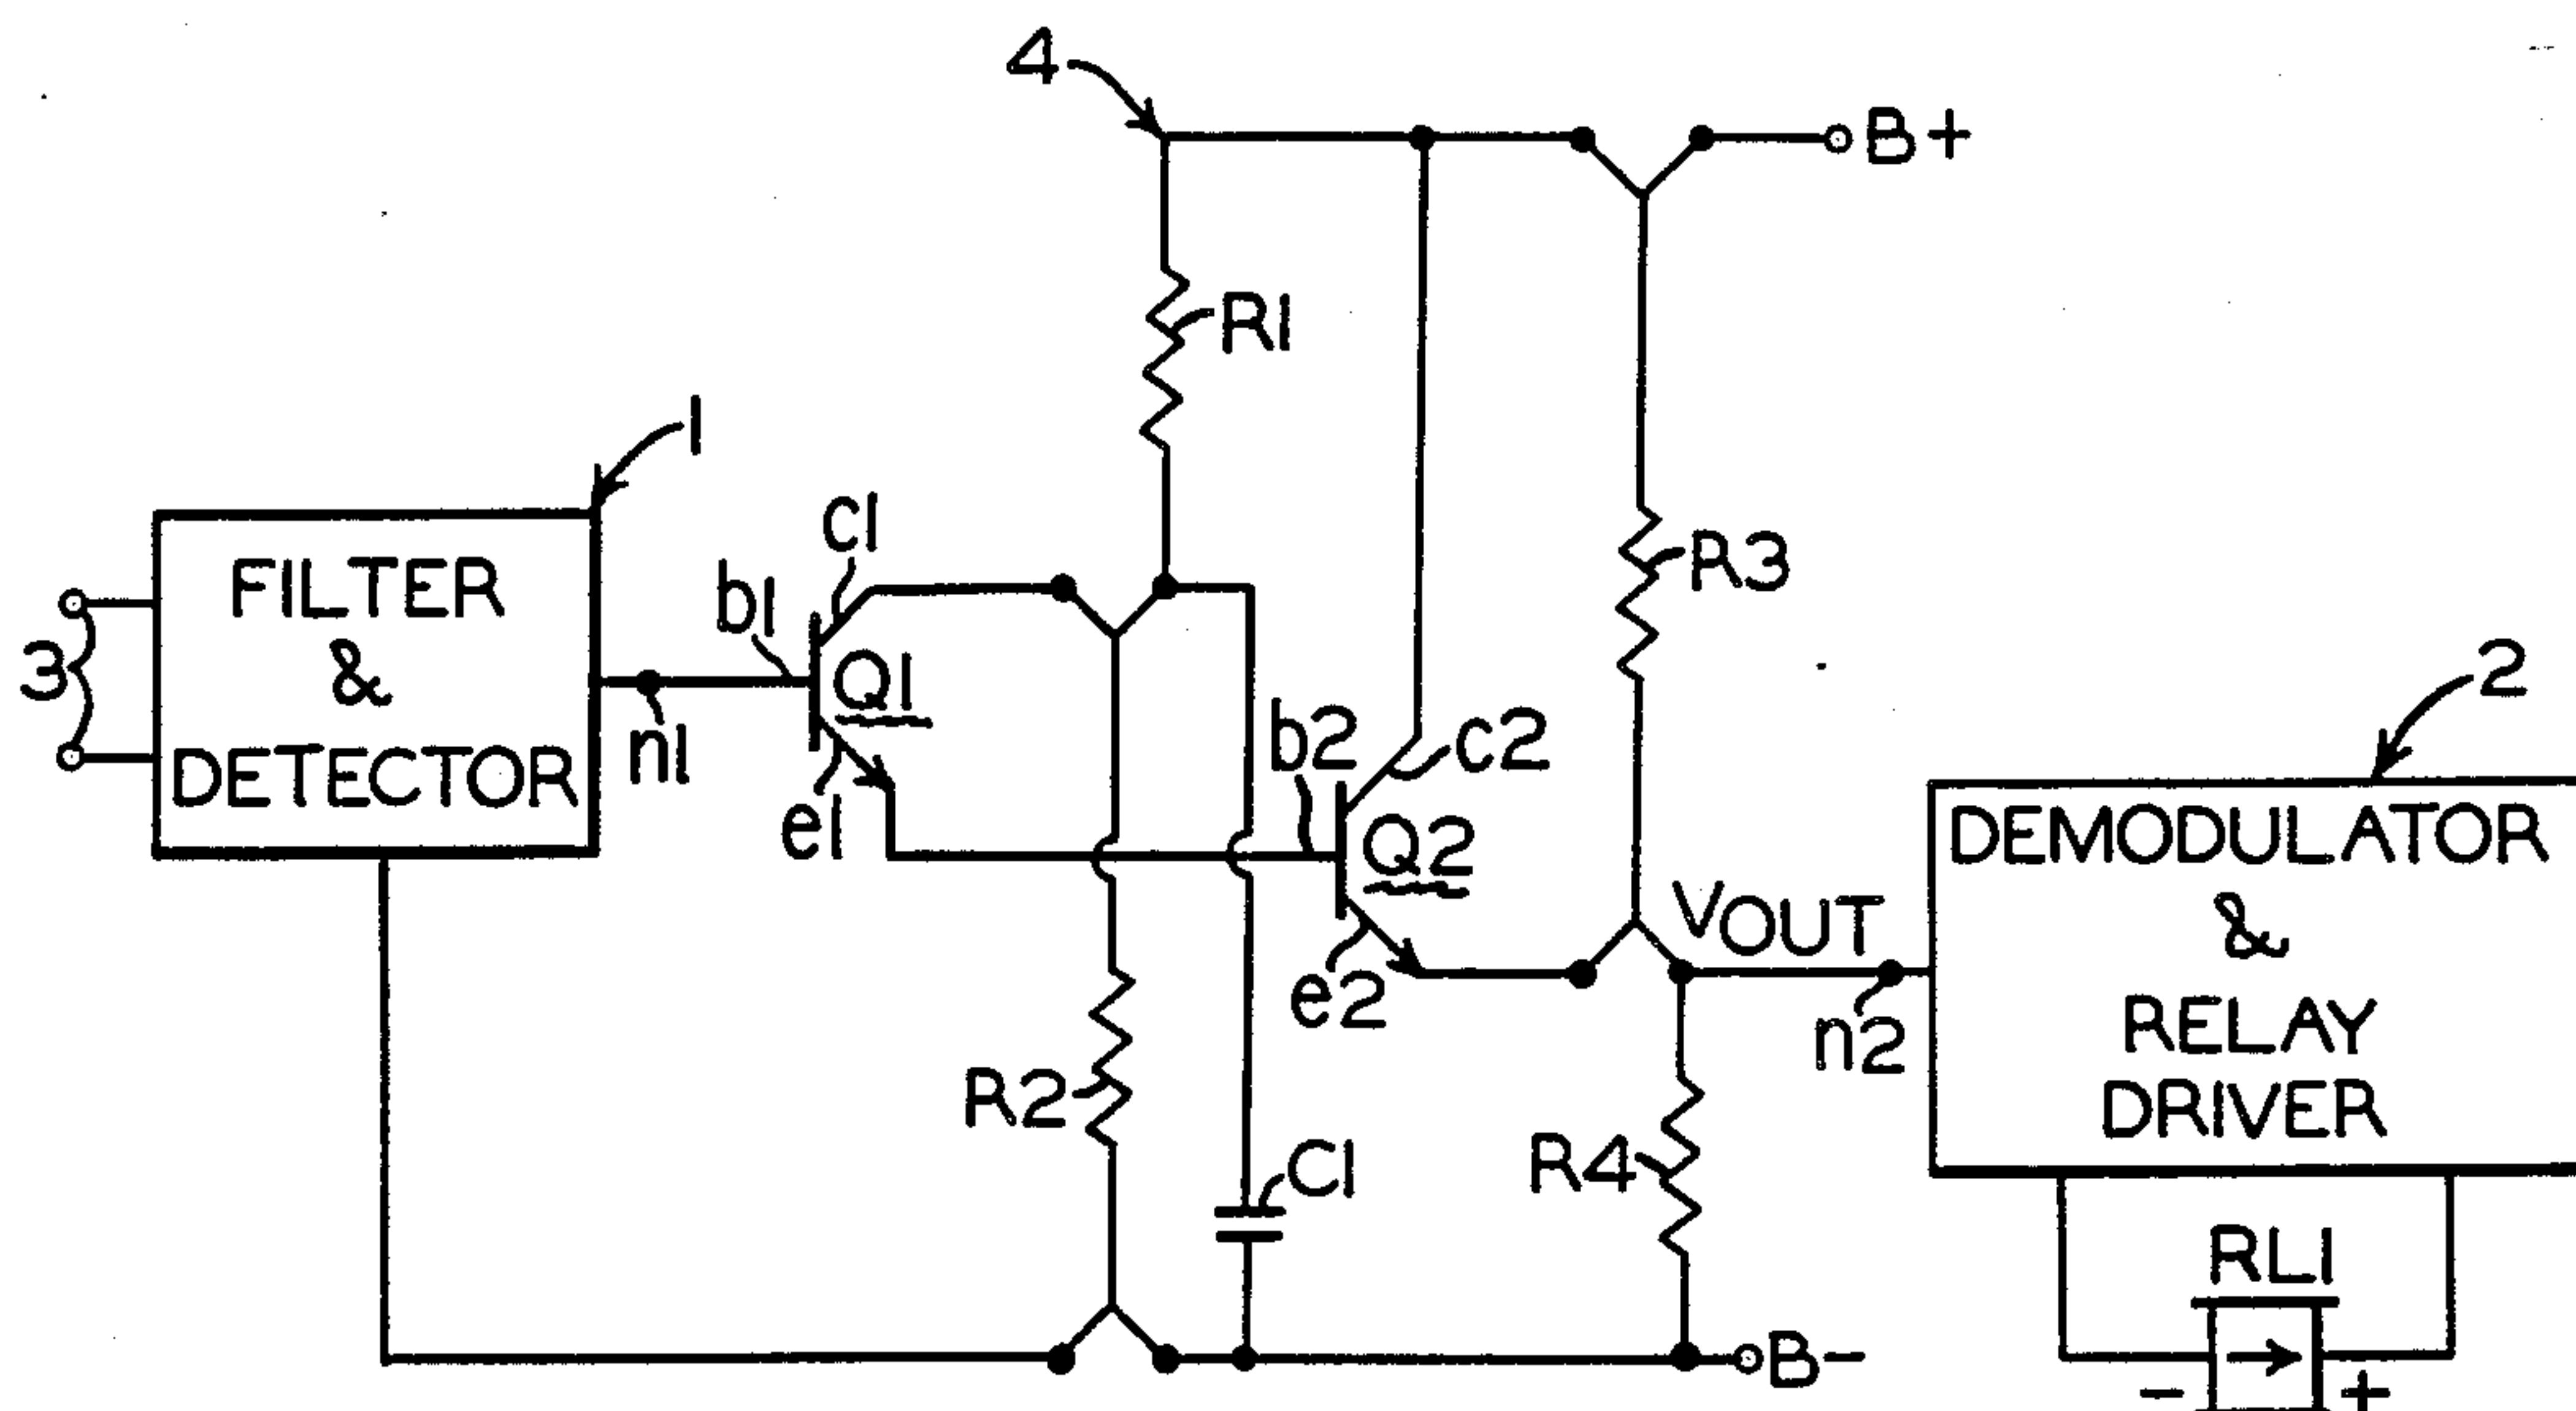 4
B+
R1
1
c1
FILTER
&
DETECTOR
3
b1
Q1
n1
e1
R3
b2
c2
Q2
e2
VOUT
n2
2
DEMODULATOR
&
RELAY
DRIVER
R2
C1
R4
RL1
B-
- +